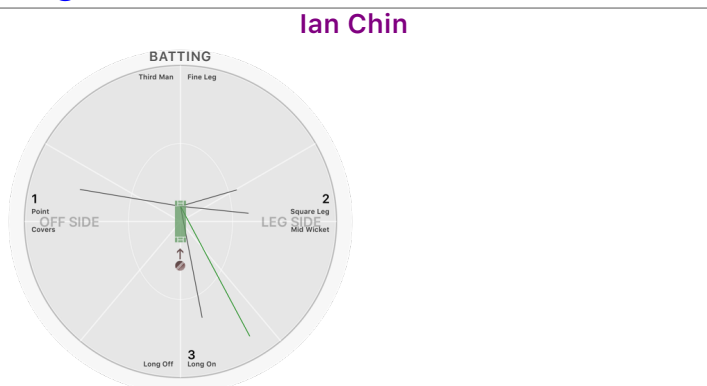 Ian Chin
BATTING
Third Man Fine Leg
1
Point
OFF SIDE
Covers
2
Square Leg
LEG SIDE
Mid Wicket
3
Long Off Long On